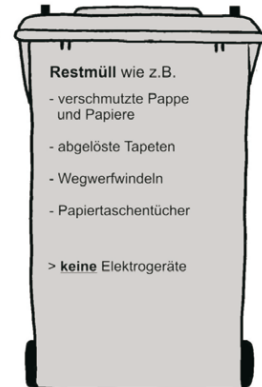 Restmüll wie z.B.
- verschmutzte Pappe
und Papiere
- abgelöste Tapeten
- Wegwerfwindeln
- Papiertaschentücher
> keine Elektrogeräte